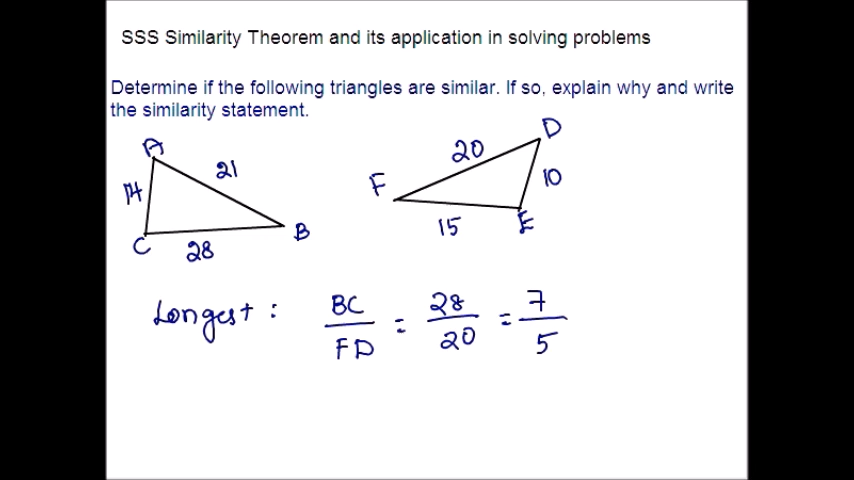 SSS Similarity Theorem and its application in solving problems
Determine if the following triangles are similar. If so, explain why and write
the similarity statement.
A
14
21
C
28
B
D
20
F
10
15
E
Longest : BC/FD = 28/20 = 7/5